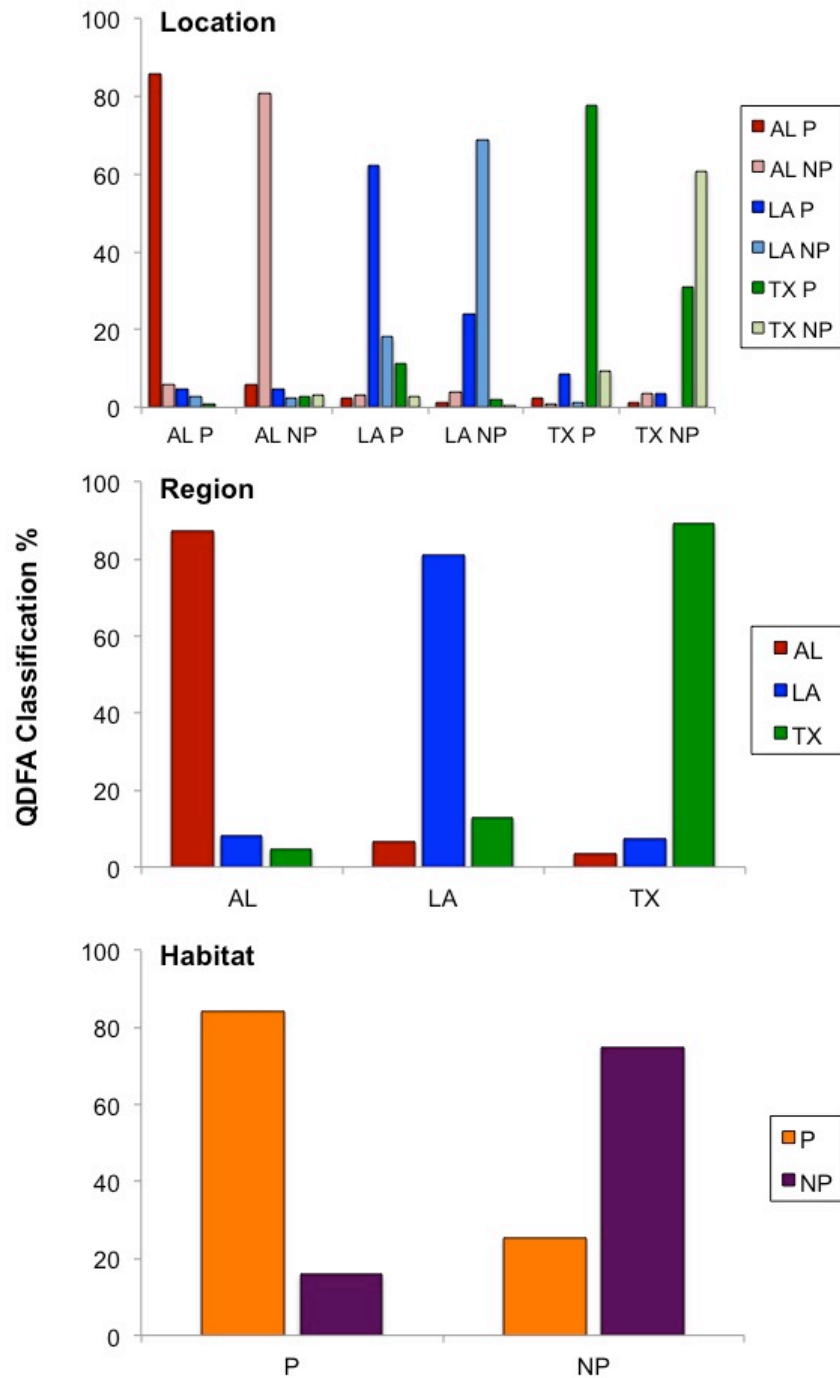 QDFA Classification %
Location
100
80
60
40
20
0
AL P AL NP LA P LA NP TX P TX NP
AL P
AL NP
LA P
LA NP
TX P
TX NP
Region
100
80
60
40
20
0
AL LA TX
AL
LA
TX
Habitat
100
80
60
40
20
0
P NP
P
NP